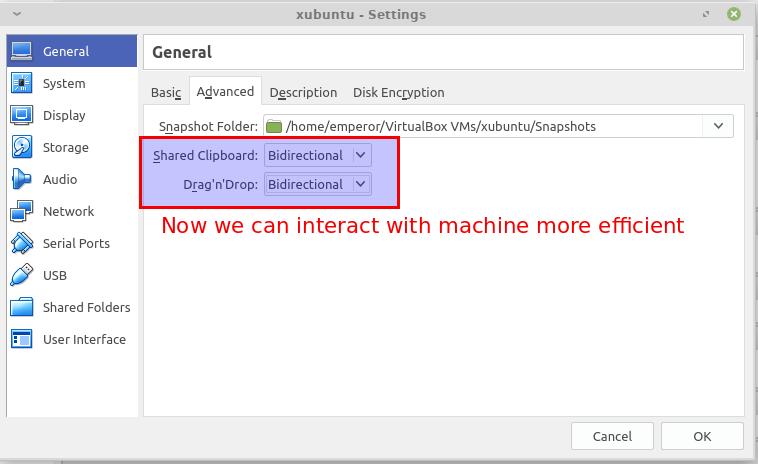 xubuntu - Settings
General
System
Display
Storage
Audio
Network
Serial Ports
USB
Shared Folders
User Interface
General
Basic Advanced Description Disk Encryption
Snapshot Folder: /home/emperor/VirtualBox VMs/xubuntu/Snapshots
Shared Clipboard: Bidirectional
Drag'n'Drop: Bidirectional
Now we can interact with machine more efficient
Cancel OK